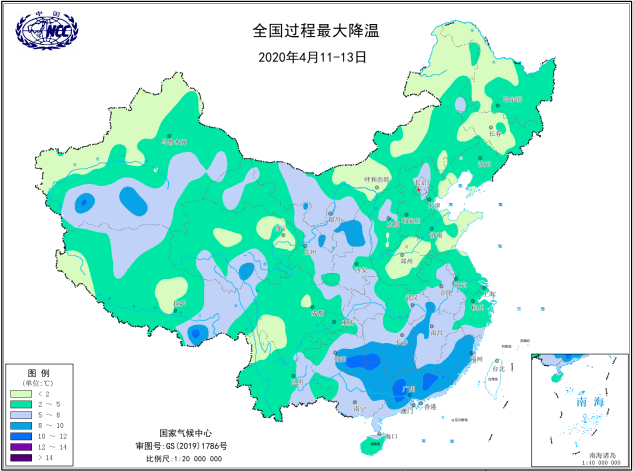 中国
NCC
全国过程最大降温
2020年4月11-13日
哈尔滨
长春
乌鲁木齐
沈阳
呼和浩特
北京
天津
银川
太原
石家庄
济南
西宁
兰州
郑州
西安
南京
合肥
上海
武汉
杭州
拉萨
成都
重庆
南昌
长沙
贵阳
福州
台北
昆明
广州
南宁
澳门
香港
海口
图 例
(单位:℃)
< 2
2 ～ 5
5 ～ 8
8 ～ 10
10 ～ 12
12 ～ 14
> 14
国家气候中心
审图号:GS(2019)1786号
比例尺:1:20 000 000
南 海
南海诸岛
1:40 000 000